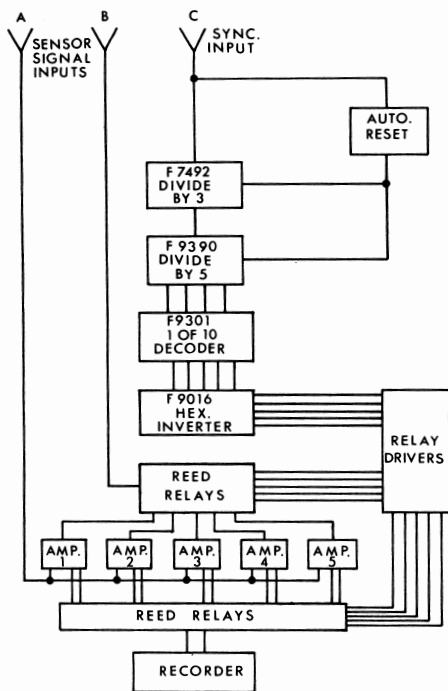 A
B
C
SENSOR
SIGNAL
INPUTS
SYNC.
INPUT
AUTO.
RESET
F 7492
DIVIDE
BY 3
F 9390
DIVIDE
BY 5
F9301
1 OF 10
DECODER
F 9016
HEX.
INVERTER
RELAY
DRIVERS
REED
RELAYS
AMP.
1
AMP.
2
AMP.
3
AMP.
4
AMP.
5
REED RELAYS
RECORDER